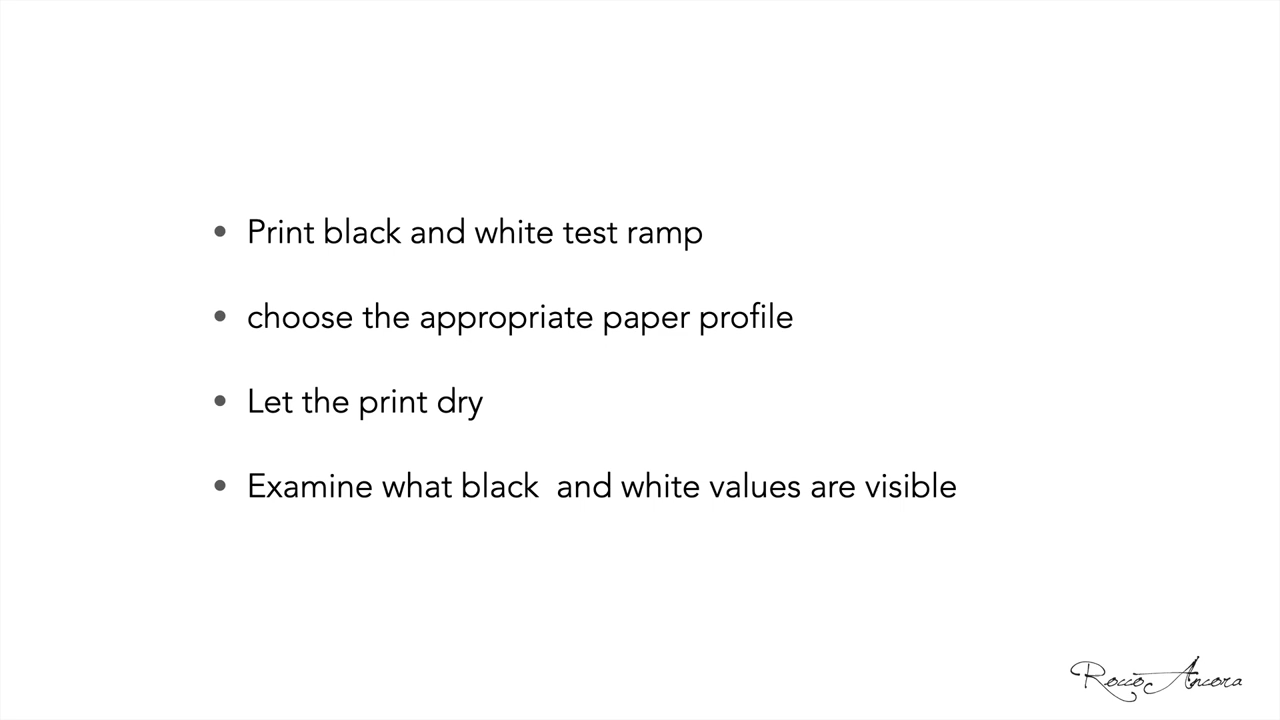 • Print black and white test ramp
• choose the appropriate paper profile
• Let the print dry
• Examine what black  and white values are visible
Rocco Ancora